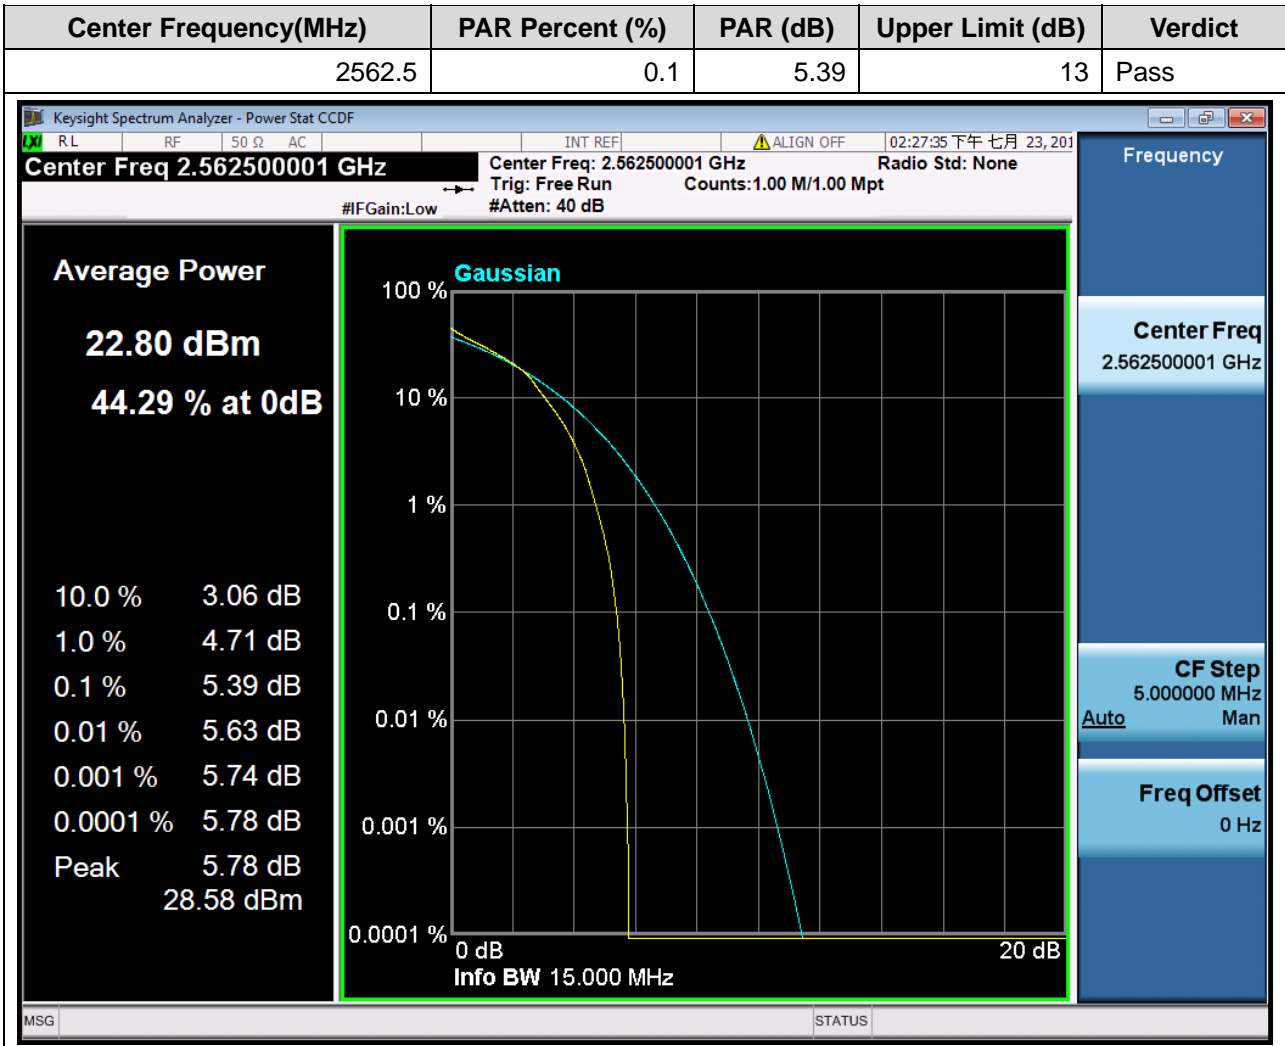 Center Frequency(MHz) PAR Percent (%) PAR (dB) Upper Limit (dB) Verdict
2562.5 0.1 5.39 13 Pass
Keysight Spectrum Analyzer - Power Stat CCDF
LXI RL RF 50 Ω AC INT REF ALIGN OFF 02:27:35 下午 七月 23, 201
Center Freq 2.562500001 GHz
Center Freq: 2.562500001 GHz Radio Std: None
Trig: Free Run Counts:1.00 M/1.00 Mpt
#IFGain:Low #Atten: 40 dB
Average Power
22.80 dBm
44.29 % at 0dB
10.0 % 3.06 dB
1.0 % 4.71 dB
0.1 % 5.39 dB
0.01 % 5.63 dB
0.001 % 5.74 dB
0.0001 % 5.78 dB
Peak 5.78 dB
28.58 dBm
Gaussian
100 %
10 %
1 %
0.1 %
0.01 %
0.001 %
0.0001 %
0 dB 20 dB
Info BW 15.000 MHz
Frequency
Center Freq
2.562500001 GHz
CF Step
5.000000 MHz
Auto Man
Freq Offset
0 Hz
MSG STATUS